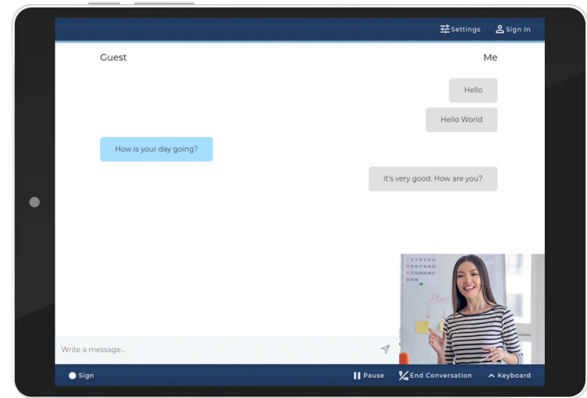 Settings
Sign In
Guest
Me
Hello
Hello World
How is your day going?
it's very good. How are you?
Plan
Write a message...
Sign
Pause
End Conversation
Keyboard